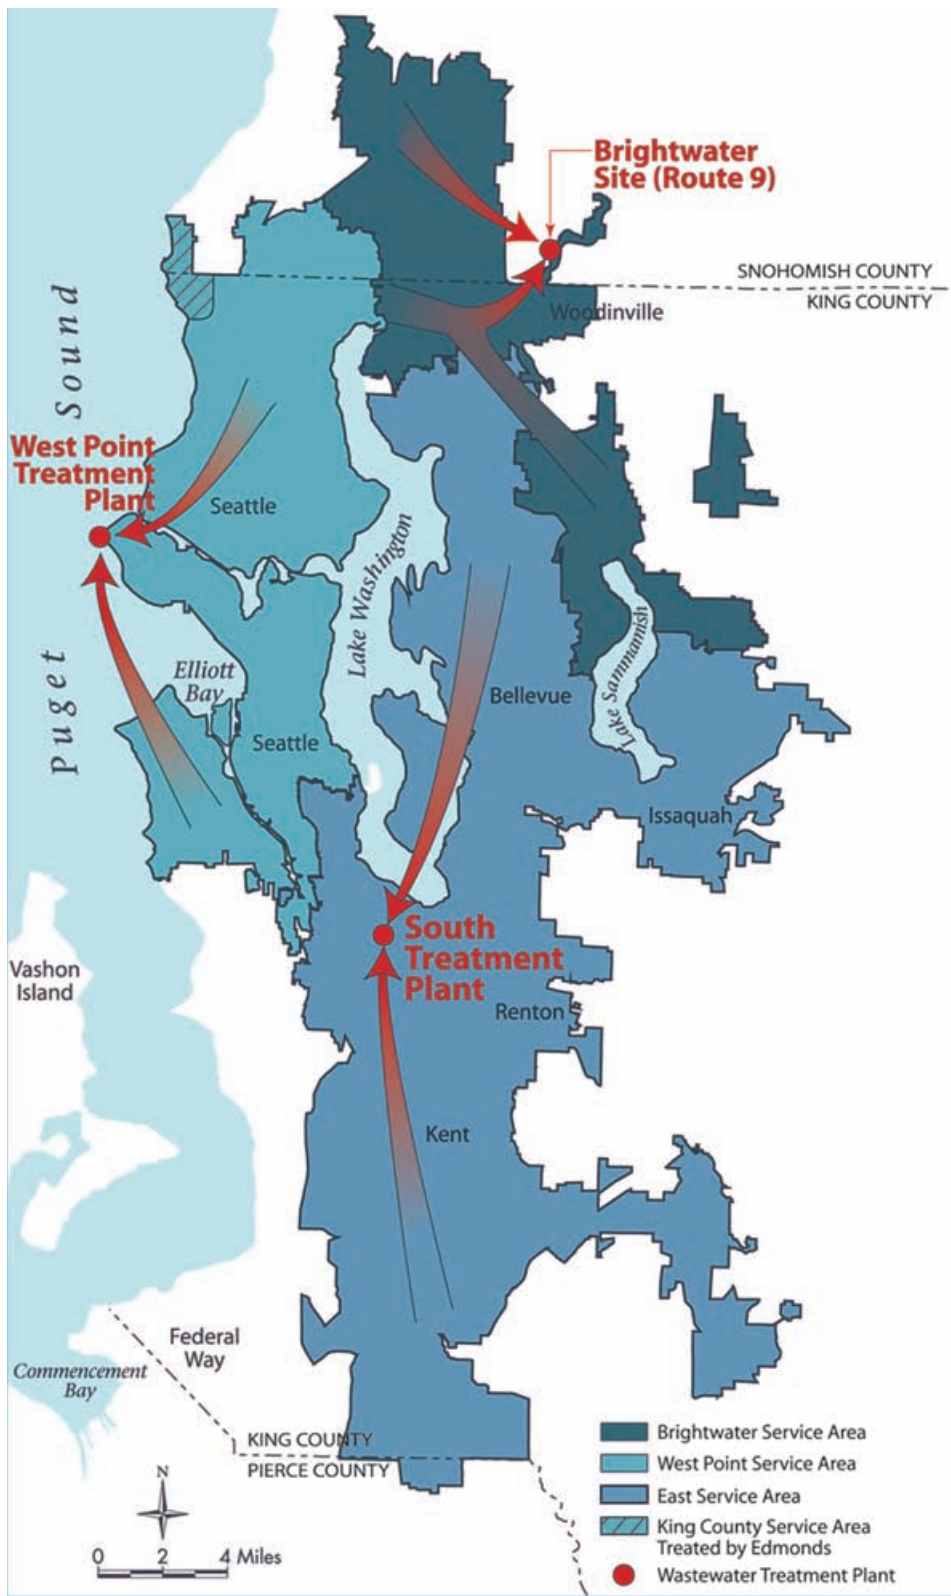 Brightwater
Site (Route 9)
SNOHOMISH COUNTY
KING COUNTY
Woodinville
Puget Sound
West Point
Treatment
Plant
Seattle
Lake Washington
Elliott
Bay
Seattle
Bellevue
Lake Sammamish
Issaquah
South
Treatment
Plant
Vashon
Island
Renton
Kent
Federal
Way
Commencement
Bay
KING COUNTY
PIERCE COUNTY
N
0 2 4 Miles
Brightwater Service Area
West Point Service Area
East Service Area
King County Service Area
Treated by Edmonds
Wastewater Treatment Plant